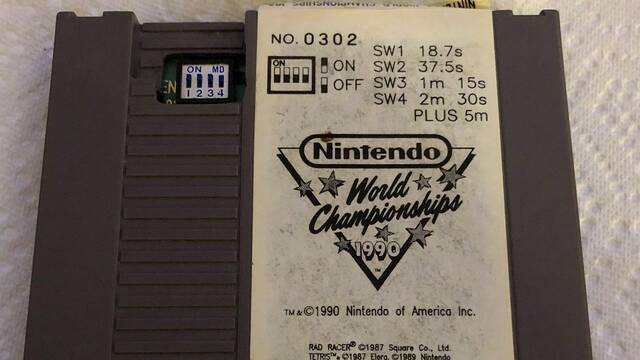 NO. 0302
SW1 18.7s
ON
ON SW2 37.5s
OFF SW3 1m 15s
SW4 2m 30s
PLUS 5m
ON MD
1 2 3 4
Nintendo
World
Championships
1990
TM
TM & ©1990 Nintendo of America Inc.
RAD RACER® ©1987 Square Co., Ltd.
TETRIS™ ©1987 Elorg. ©1989 Nintendo